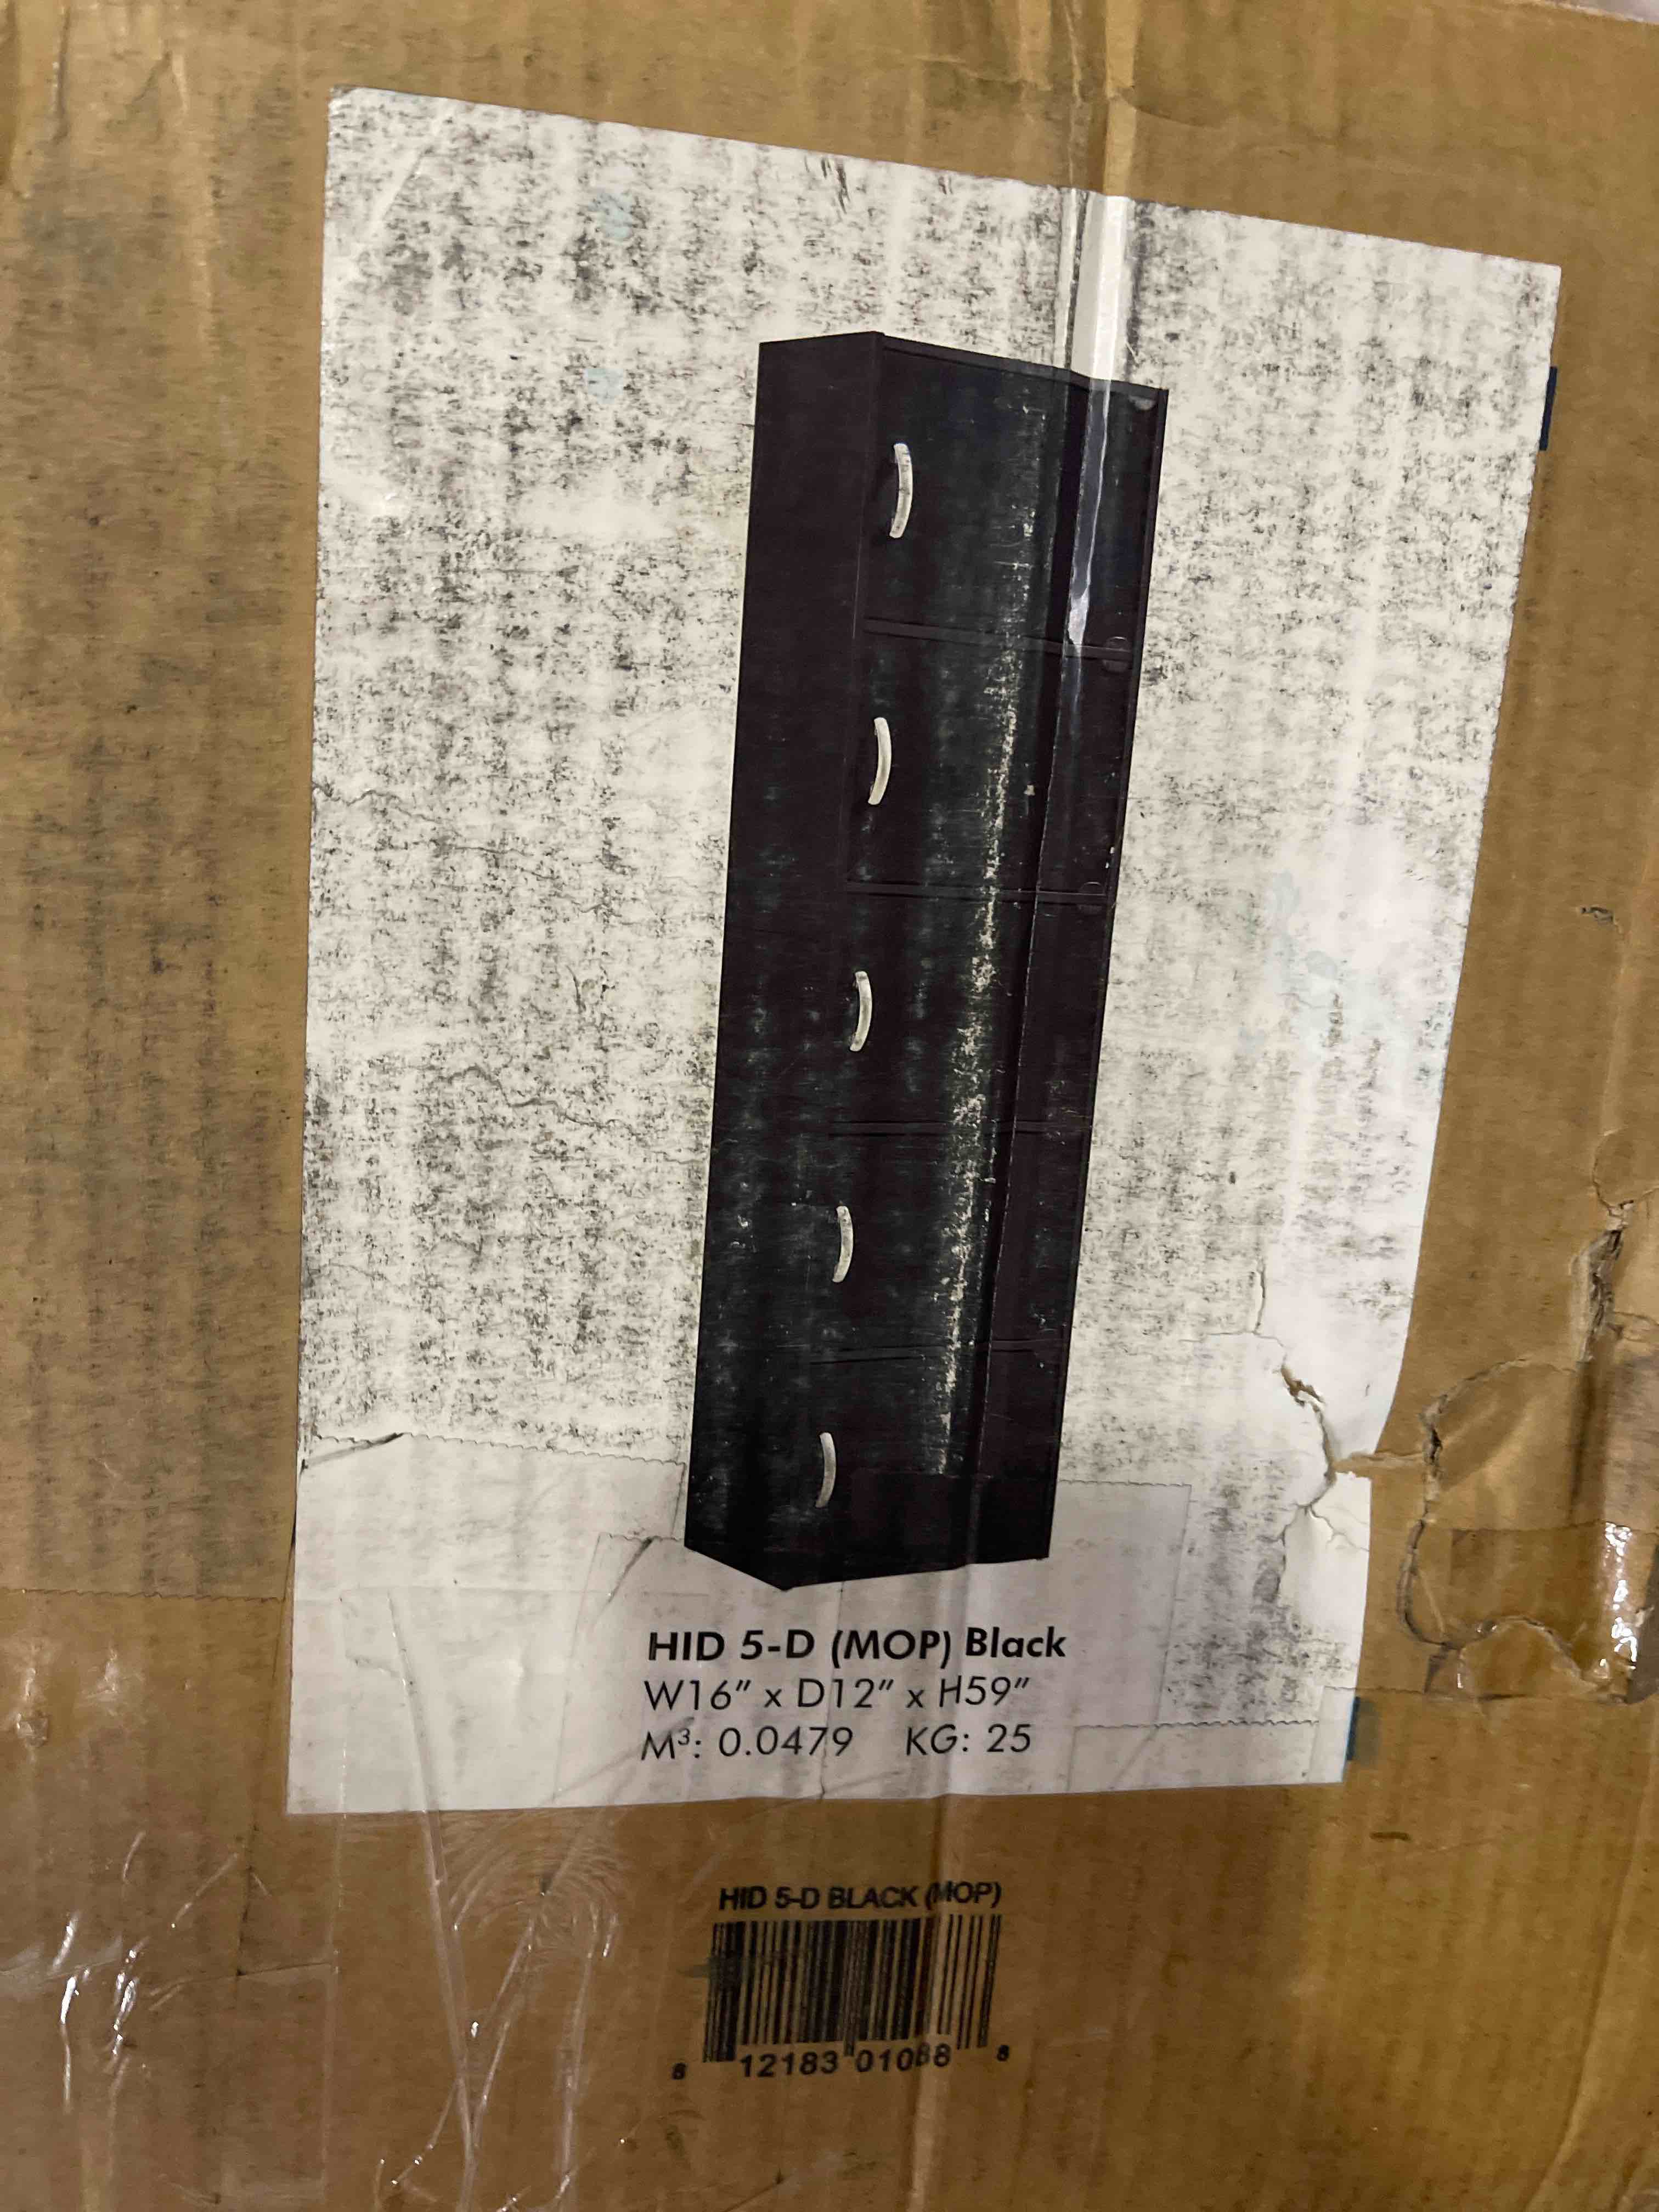 HID 5-D (MOP) Black
W16" x D12" x H59"
M³: 0.0479 KG: 25
HID 5-D BLACK (MOP)
8 12183 01088 8